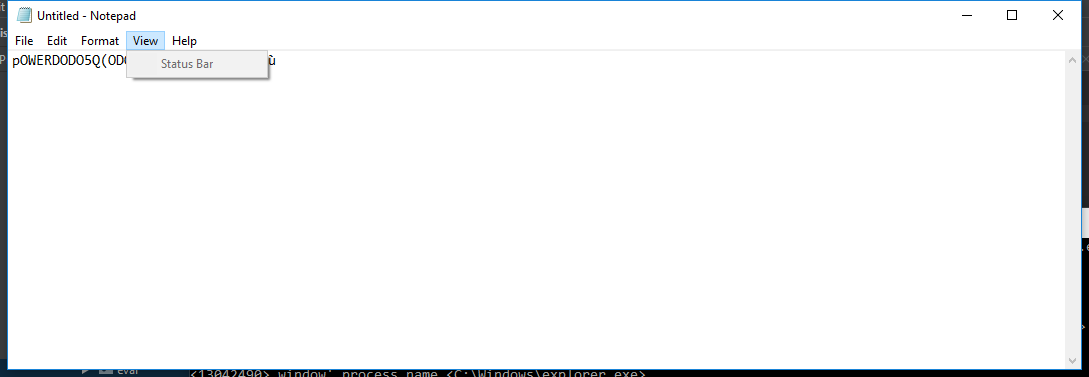 Untitled - Notepad
File Edit Format View Help
pOWERDODO5Q(OD ù
Status Bar
eval
<13042490> window' process name <C:\Windows\explorer.exe>